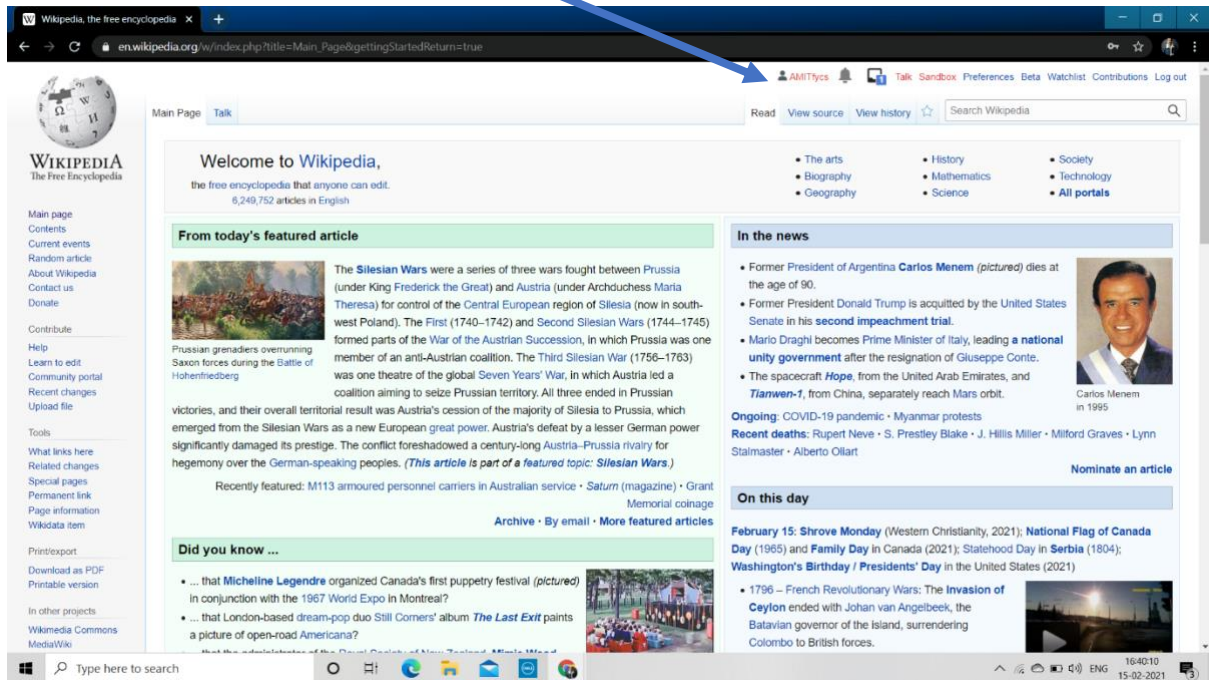 Wikipedia, the free encyclopedia
en.wikipedia.org/w/index.php?title=Main_Page&gettingStartedReturn=true
AMITfycs 1 Talk Sandbox Preferences Beta Watchlist Contributions Log out
Main Page Talk
Read View source View history Search Wikipedia
WIKIPEDIA
The Free Encyclopedia
Main page
Contents
Current events
Random article
About Wikipedia
Contact us
Donate
Contribute
Help
Learn to edit
Community portal
Recent changes
Upload file
Tools
What links here
Related changes
Special pages
Permanent link
Page information
Wikidata item
Print/export
Download as PDF
Printable version
In other projects
Wikimedia Commons
MediaWiki
Welcome to Wikipedia,
the free encyclopedia that anyone can edit.
6,249,752 articles in English
• The arts
• Biography
• Geography
• History
• Mathematics
• Science
• Society
• Technology
• All portals
From today's featured article
The Silesian Wars were a series of three wars fought between Prussia
(under King Frederick the Great) and Austria (under Archduchess Maria
Theresa) for control of the Central European region of Silesia (now in south-
west Poland). The First (1740–1742) and Second Silesian Wars (1744–1745)
formed parts of the War of the Austrian Succession, in which Prussia was one
member of an anti-Austrian coalition. The Third Silesian War (1756–1763)
was one theatre of the global Seven Years' War, in which Austria led a
coalition aiming to seize Prussian territory. All three ended in Prussian
victories, and their overall territorial result was Austria's cession of the majority of Silesia to Prussia, which
emerged from the Silesian Wars as a new European great power. Austria's defeat by a lesser German power
significantly damaged its prestige. The conflict foreshadowed a century-long Austria–Prussia rivalry for
hegemony over the German-speaking peoples. (This article is part of a featured topic: Silesian Wars.)
Prussian grenadiers overrunning
Saxon forces during the Battle of
Hohenfriedberg
Recently featured: M113 armoured personnel carriers in Australian service • Saturn (magazine) • Grant
Memorial coinage
Archive • By email • More featured articles
Did you know ...
• ... that Micheline Legendre organized Canada's first puppetry festival (pictured)
in conjunction with the 1967 World Expo in Montreal?
• ... that London-based dream-pop duo Still Corners' album The Last Exit paints
a picture of open-road Americana?
• ... that the administrator of the Royal Society of New Zealand, Mimie Wood,
In the news
• Former President of Argentina Carlos Menem (pictured) dies at
the age of 90.
• Former President Donald Trump is acquitted by the United States
Senate in his second impeachment trial.
• Mario Draghi becomes Prime Minister of Italy, leading a national
unity government after the resignation of Giuseppe Conte.
• The spacecraft Hope, from the United Arab Emirates, and
Tianwen-1, from China, separately reach Mars orbit.
Carlos Menem
in 1995
Ongoing: COVID-19 pandemic • Myanmar protests
Recent deaths: Rupert Neve • S. Prestley Blake • J. Hillis Miller • Milford Graves • Lynn
Stalmaster • Alberto Oliart
Nominate an article
On this day
February 15: Shrove Monday (Western Christianity, 2021); National Flag of Canada
Day (1965) and Family Day in Canada (2021); Statehood Day in Serbia (1804);
Washington's Birthday / Presidents' Day in the United States (2021)
• 1796 – French Revolutionary Wars: The Invasion of
Ceylon ended with Johan van Angelbeek, the
Batavian governor of the island, surrendering
Colombo to British forces.
Type here to search
ENG 16:40:10
15-02-2021 3